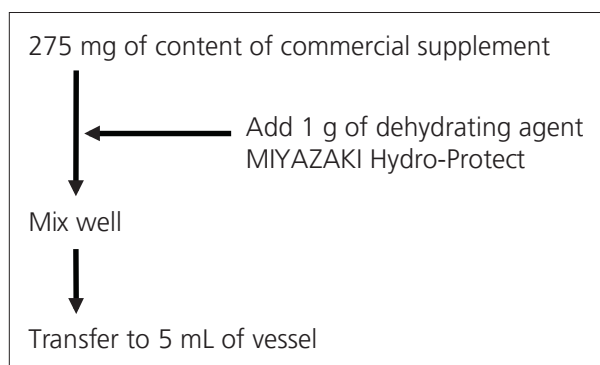 275 mg of content of commercial supplement
Add 1 g of dehydrating agent
MIYAZAKI Hydro-Protect
Mix well
Transfer to 5 mL of vessel